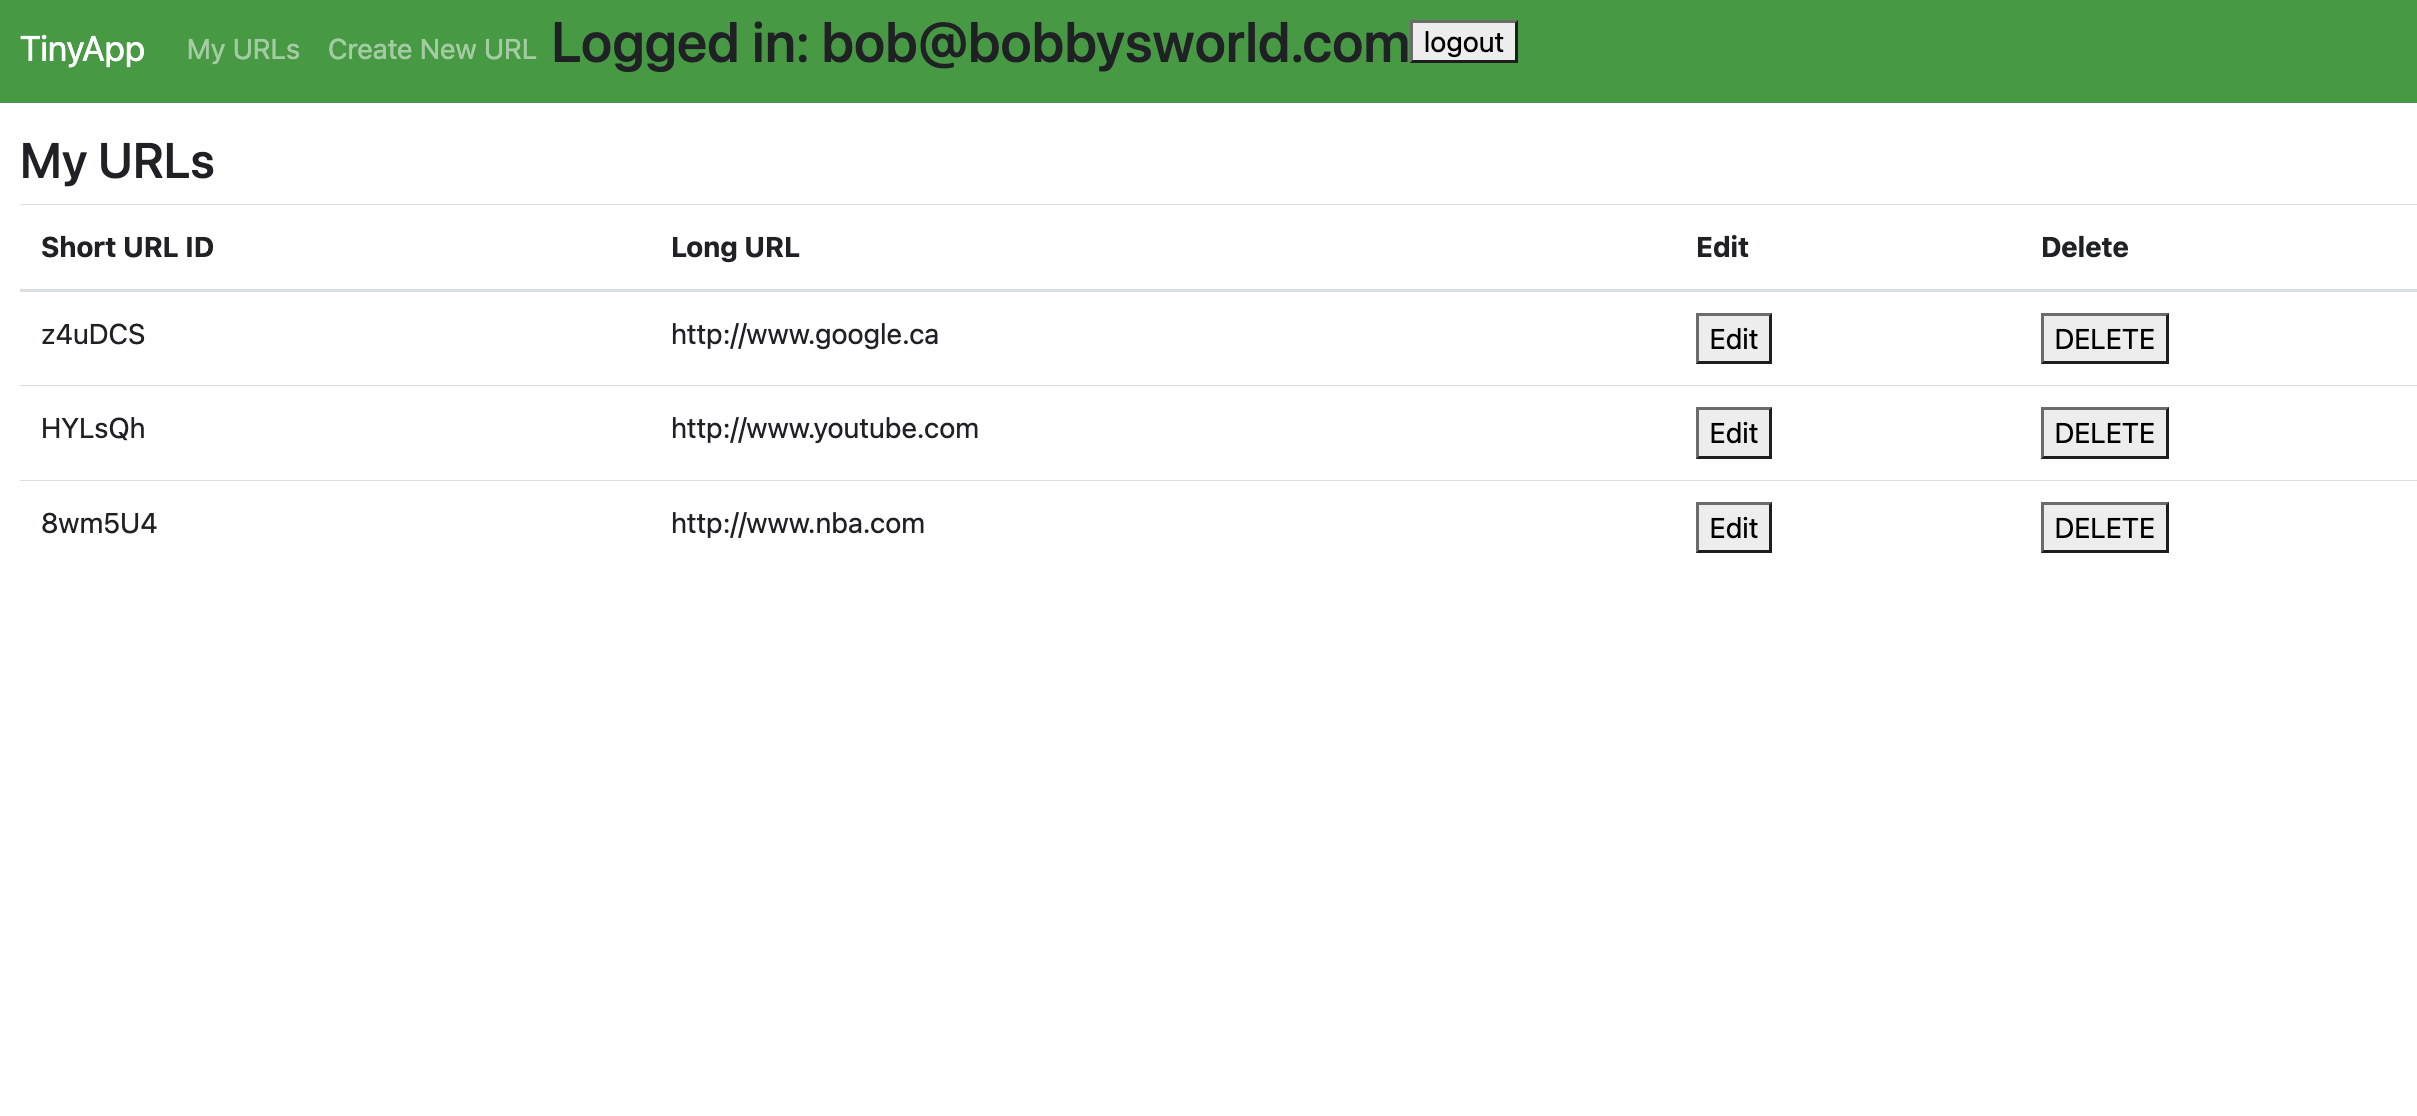 TinyApp My URLs Create New URL Logged in: bob@bobbysworld.com logout
My URLs
Short URL ID Long URL Edit Delete
z4uDCS http://www.google.ca Edit DELETE
HYLsQh http://www.youtube.com Edit DELETE
8wm5U4 http://www.nba.com Edit DELETE